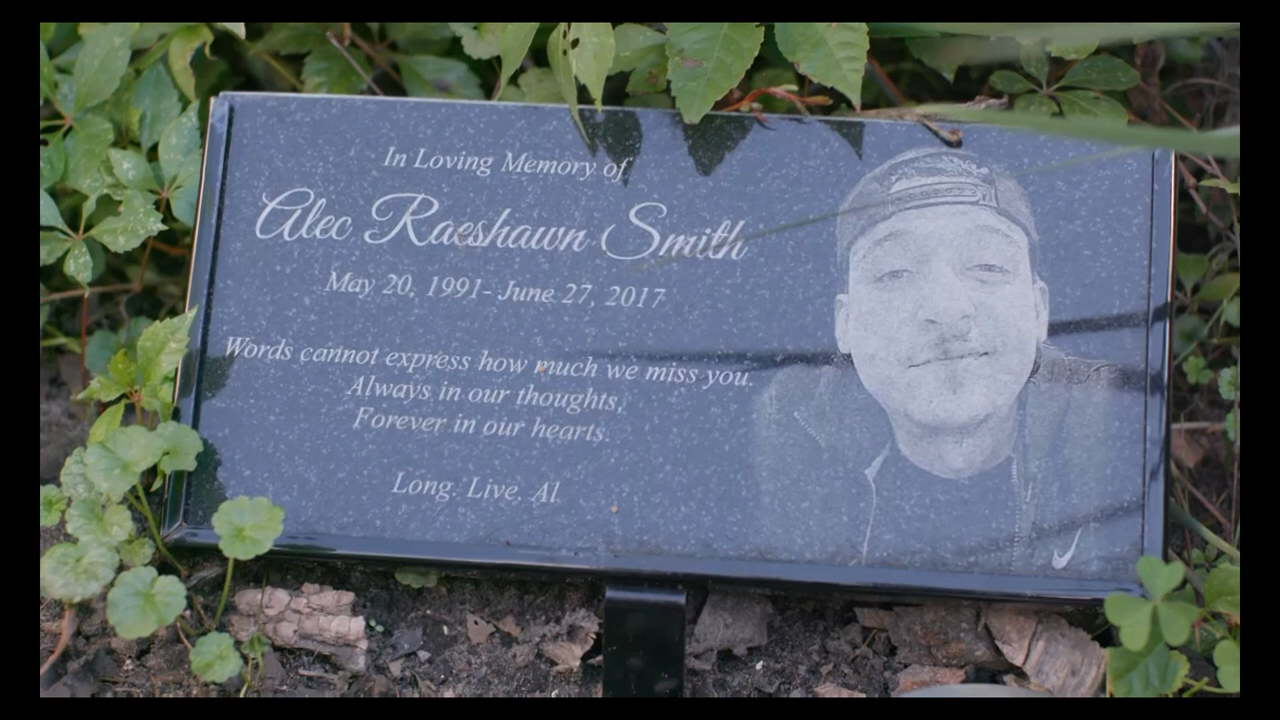 In Loving Memory of
Alec Raeshawn Smith
May 20, 1991- June 27, 2017
Words cannot express how much we miss you.
Always in our thoughts,
Forever in our hearts.
Long. Live. Al